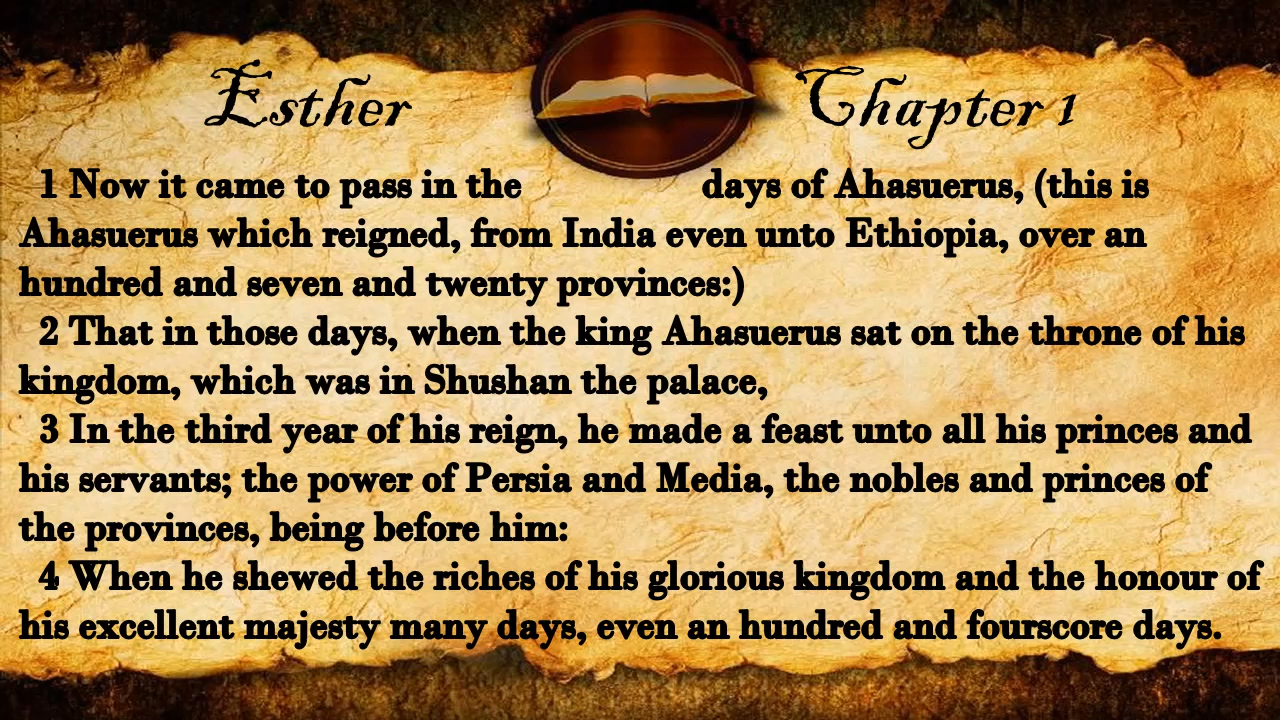 Esther Chapter 1
1 Now it came to pass in the days of Ahasuerus, (this is
Ahasuerus which reigned, from India even unto Ethiopia, over an
hundred and seven and twenty provinces:)
2 That in those days, when the king Ahasuerus sat on the throne of his
kingdom, which was in Shushan the palace,
3 In the third year of his reign, he made a feast unto all his princes and
his servants; the power of Persia and Media, the nobles and princes of
the provinces, being before him:
4 When he shewed the riches of his glorious kingdom and the honour of
his excellent majesty many days, even an hundred and fourscore days.